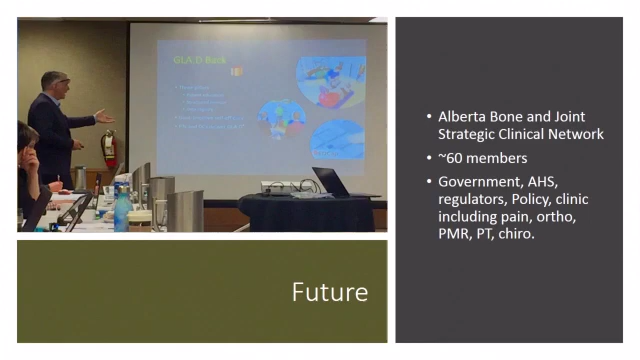 GLA:D Back
• Alberta Bone and Joint
Strategic Clinical Network
• ~60 members
• Government, AHS,
regulators, Policy, clinic
including pain, ortho,
PMR, PT, chiro.
Future